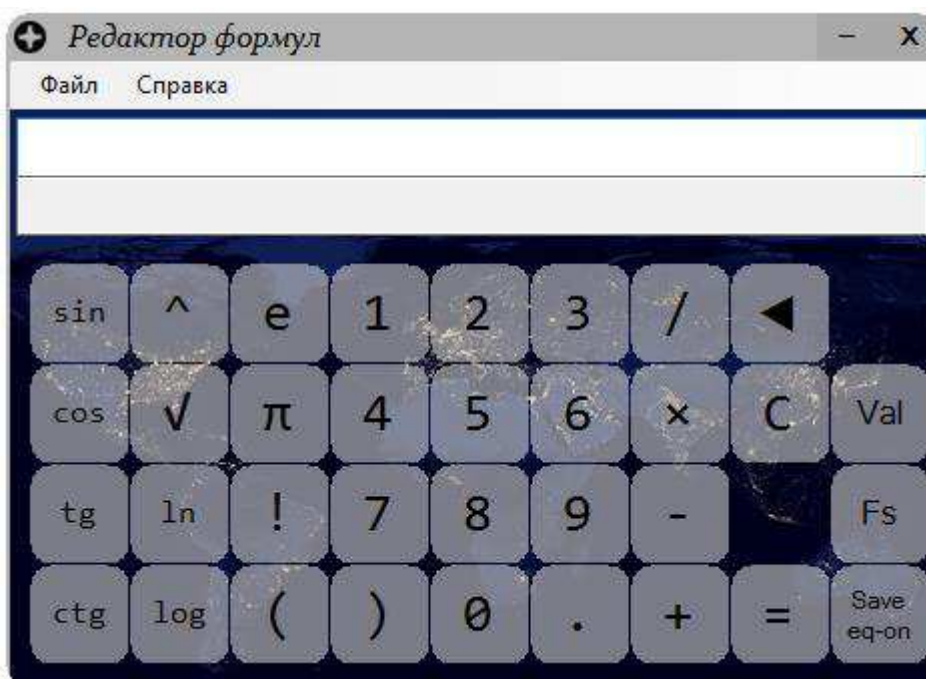 Редактор формул – x
Файл Справка
sin ^ e 1 2 3 / ◄
cos √ π 4 5 6 × C Val
tg ln ! 7 8 9 - Fs
ctg log ( ) 0 . + = Save eq-on